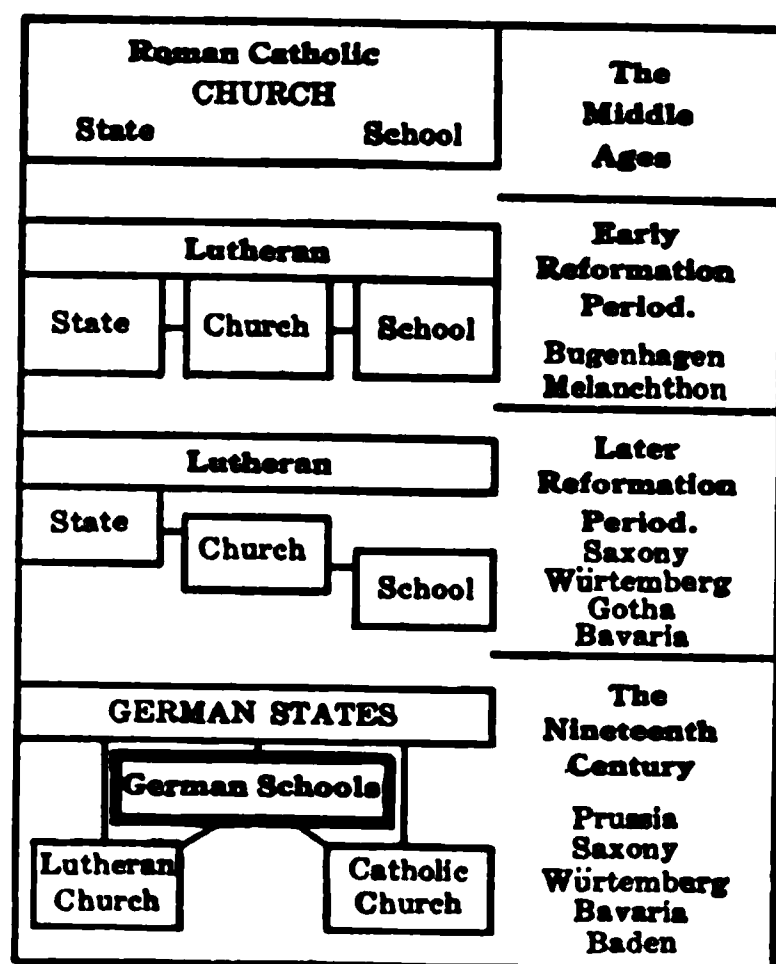 Roman Catholic
CHURCH
State School
The
Middle
Ages
Lutheran
State Church School
Early
Reformation
Period.
Bugenhagen
Melanchthon
Lutheran
State
Church
School
Later
Reformation
Period.
Saxony
Würtemberg
Gotha
Bavaria
GERMAN STATES
German Schools
Lutheran
Church
Catholic
Church
The
Nineteenth
Century
Prussia
Saxony
Würtemberg
Bavaria
Baden